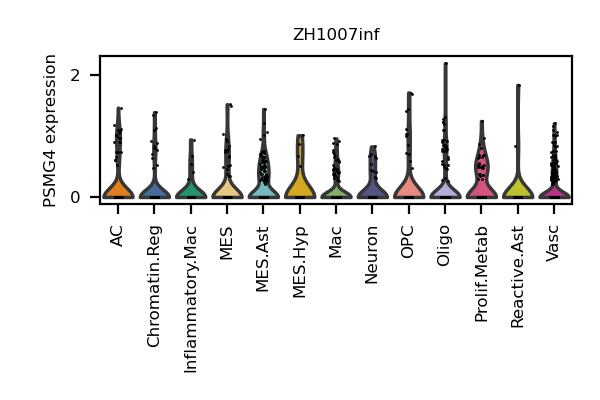 ZH1007inf
PSMG4 expression
2
0
AC
Chromatin.Reg
Inflammatory.Mac
MES
MES.Ast
MES.Hyp
Mac
Neuron
OPC
Oligo
Prolif.Metab
Reactive.Ast
Vasc